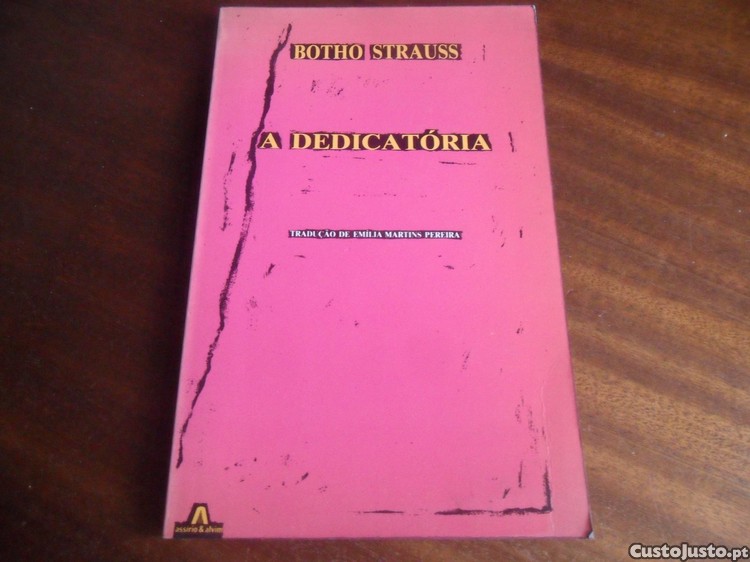 BOTHO STRAUSS
A DEDICATÓRIA
TRADUÇÃO DE EMÍLIA MARTINS PEREIRA
assírio & alvim
CustoJusto.pt